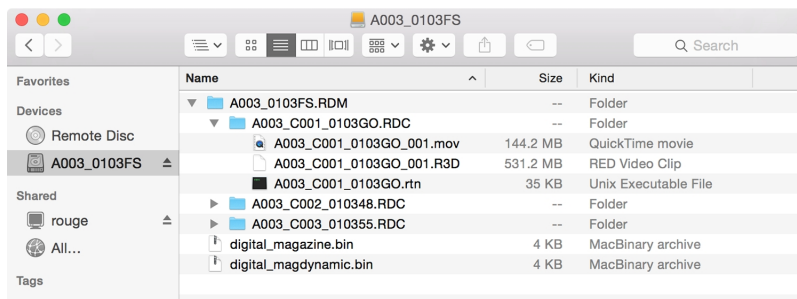 A003_0103FS
Search
Favorites
Devices
Remote Disc
A003_0103FS
Shared
rouge
All...
Tags
Name Size Kind
A003_0103FS.RDM -- Folder
A003_C001_0103GO.RDC -- Folder
A003_C001_0103GO_001.mov 144.2 MB QuickTime movie
A003_C001_0103GO_001.R3D 531.2 MB RED Video Clip
A003_C001_0103GO.rtn 35 KB Unix Executable File
A003_C002_010348.RDC -- Folder
A003_C003_010355.RDC -- Folder
digital_magazine.bin 4 KB MacBinary archive
digital_magdynamic.bin 4 KB MacBinary archive